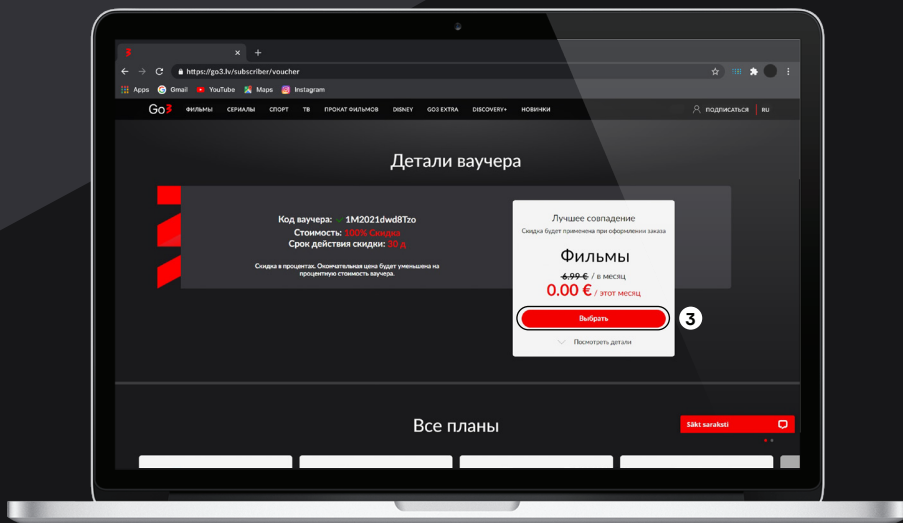 3
https://go3.lv/subscriber/voucher
Apps Gmail YouTube Maps Instagram
Go3 ФИЛЬМЫ СЕРИАЛЫ СПОРТ ТВ ПРОКАТ ФИЛЬМОВ DISNEY GO3 EXTRA DISCOVERY+ НОВИНКИ ПОДПИСАТЬСЯ RU
Детали ваучера
Код ваучера: 1M2021dwd8Tzo
Стоимость: 100% Скидка
Срок действия скидки: 30 д
Скидка в процентах. Окончательная цена будет уменьшена на
процентную стоимость ваучера.
Лучшее совпадение
Скидка будет применена при оформлении заказа
Фильмы
6.99 € / в месяц
0.00 € / этот месяц
Выбрать
3
Посмотреть детали
Все планы
Sākt saraksti